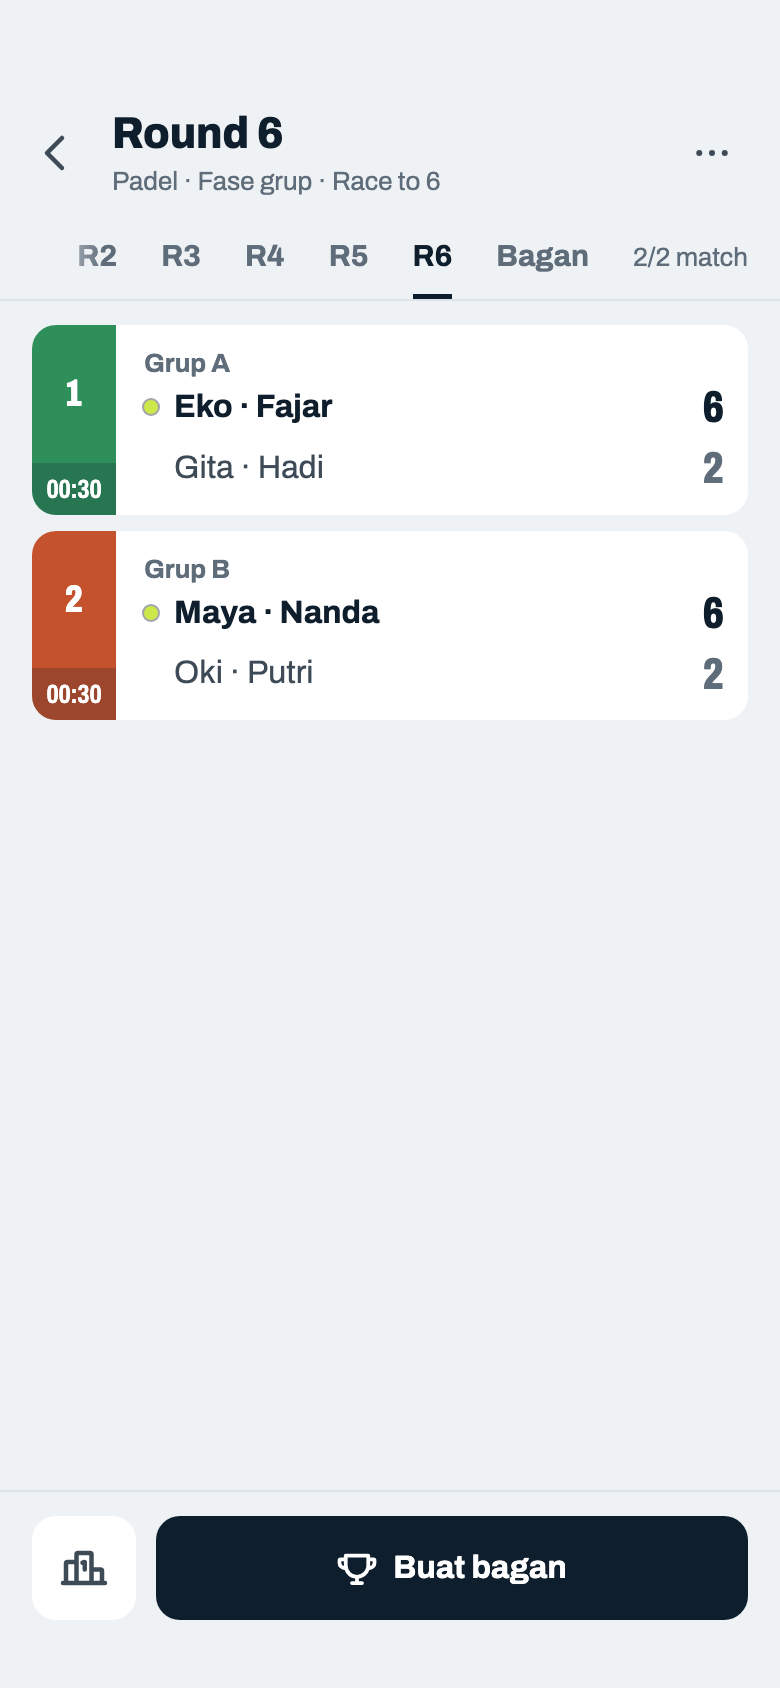 Round 6
Padel · Fase grup · Race to 6
R2 R3 R4 R5 R6 Bagan 2/2 match
1
00:30
Grup A
Eko · Fajar 6
Gita · Hadi 2
2
00:30
Grup B
Maya · Nanda 6
Oki · Putri 2
1
Buat bagan